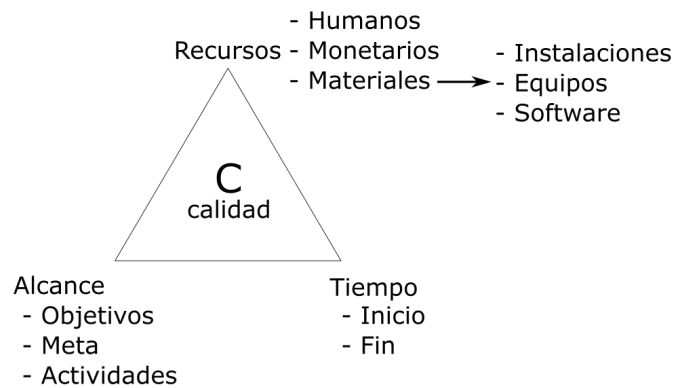 Recursos
- Humanos
- Monetarios
- Materiales
- Instalaciones
- Equipos
- Software
C
calidad
Alcance
- Objetivos
- Meta
- Actividades
Tiempo
- Inicio
- Fin